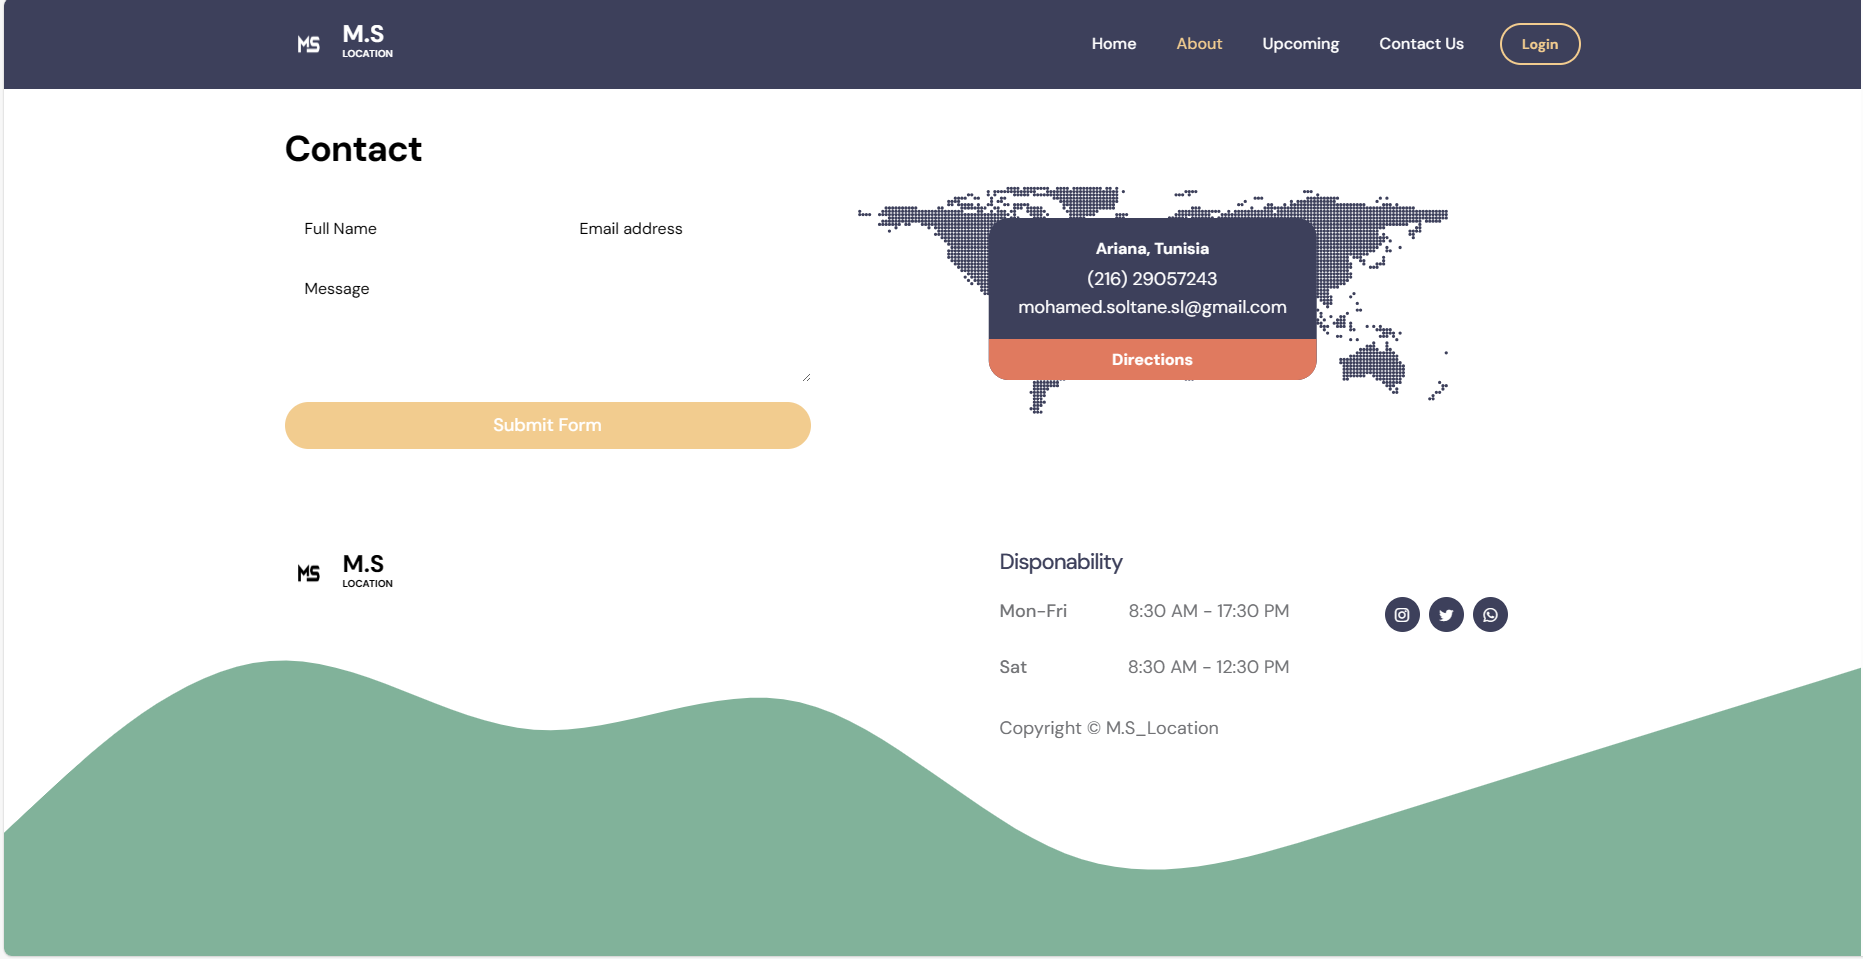 MS
M.S
LOCATION
Home
About
Upcoming
Contact Us
Login
Contact
Full Name
Email address
Message
Submit Form
Ariana, Tunisia
(216) 29057243
mohamed.soltane.sl@gmail.com
Directions
MS
M.S
LOCATION
Disponability
Mon-Fri 8:30 AM - 17:30 PM
Sat 8:30 AM - 12:30 PM
Copyright © M.S_Location